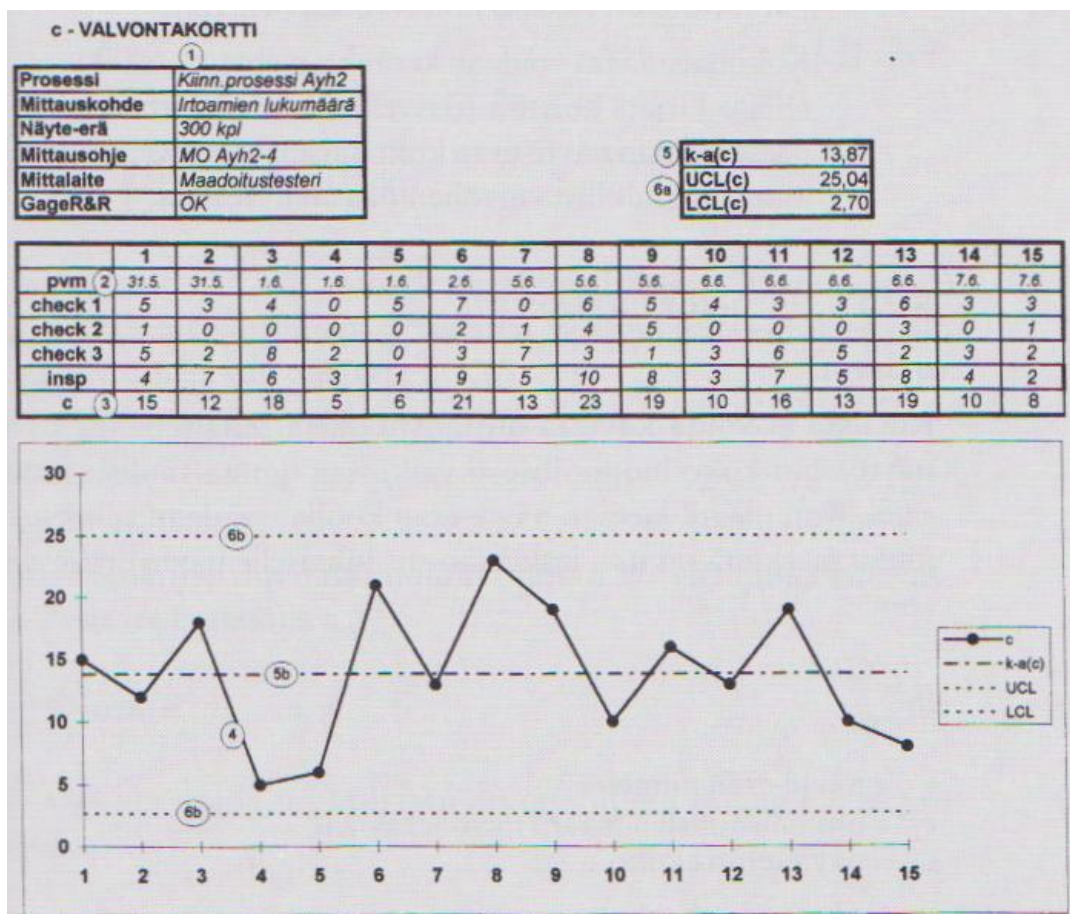 c - VALVONTAKORTTI
1
Prosessi Kiinn.prosessi Ayh2
Mittauskohde Irtoamien lukumäärä
Näyte-erä 300 kpl
Mittausohje MO Ayh2-4
Mittalaite Maadoitustesteri
GageR&R OK
5 k-a(c) 13,87
6a UCL(c) 25,04
LCL(c) 2,70
1 2 3 4 5 6 7 8 9 10 11 12 13 14 15
pvm 2 31.5. 31.5. 1.6. 1.6. 1.6. 2.6. 5.6. 5.6. 5.6. 6.6. 6.6. 6.6. 6.6. 7.6. 7.6.
check 1 5 3 4 0 5 7 0 6 5 4 3 3 6 3 3
check 2 1 0 0 0 0 2 1 4 5 0 0 0 3 0 1
check 3 5 2 8 2 0 3 7 3 1 3 6 5 2 3 2
insp 4 7 6 3 1 9 5 10 8 3 7 5 8 4 2
c 3 15 12 18 5 6 21 13 23 19 10 16 13 19 10 8
30
25
20
15
10
5
0
6b
5b
4
6b
1 2 3 4 5 6 7 8 9 10 11 12 13 14 15
c
k-a(c)
UCL
LCL